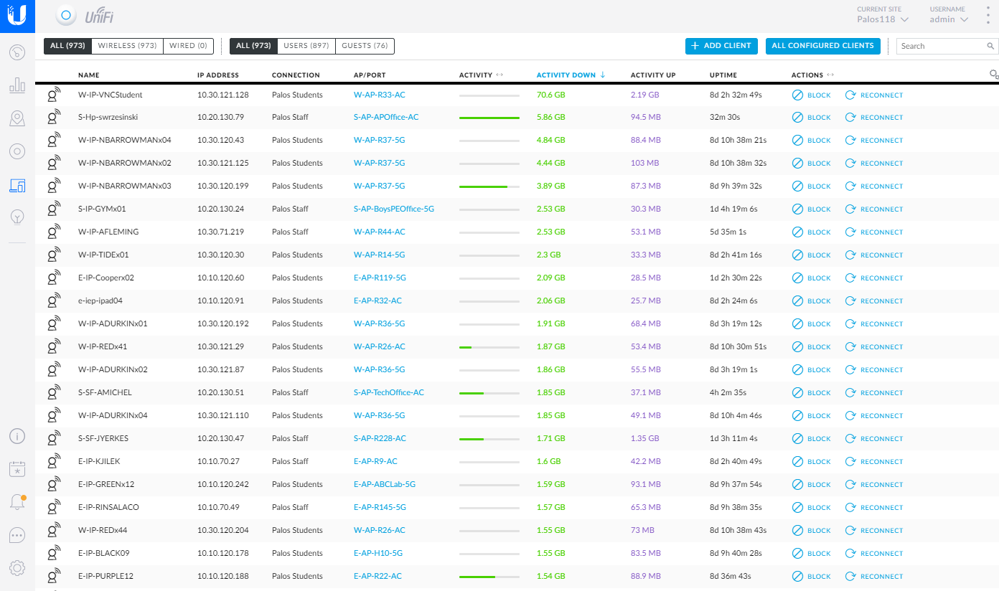 CURRENT SITE USERNAME
UniFi Palos118 admin
ALL (973) WIRELESS (973) WIRED (0) ALL (973) USERS (897) GUESTS (76) ADD CLIENT ALL CONFIGURED CLIENTS Search
NAME IP ADDRESS CONNECTION AP/PORT ACTIVITY ACTIVITY DOWN ACTIVITY UP UPTIME ACTIONS
W-IP-VNCStudent 10.30.121.128 Palos Students W-AP-R33-AC 70.6 GB 2.19 GB 8d 2h 32m 49s BLOCK RECONNECT
S-Hp-swrzesinski 10.20.130.79 Palos Staff S-AP-APOffice-AC 5.86 GB 94.5 MB 32m 30s BLOCK RECONNECT
W-IP-NBARROWMANx04 10.30.120.43 Palos Students W-AP-R37-5G 4.84 GB 88.4 MB 8d 10h 38m 21s BLOCK RECONNECT
W-IP-NBARROWMANx02 10.30.121.125 Palos Students W-AP-R37-5G 4.44 GB 103 MB 8d 10h 38m 32s BLOCK RECONNECT
W-IP-NBARROWMANx03 10.30.120.199 Palos Students W-AP-R37-5G 3.89 GB 87.3 MB 8d 9h 39m 32s BLOCK RECONNECT
S-IP-GYMx01 10.20.130.24 Palos Staff S-AP-BoysPEOffice-5G 2.53 GB 30.3 MB 1d 4h 19m 6s BLOCK RECONNECT
W-IP-AFLEMING 10.30.71.219 Palos Staff W-AP-R44-AC 2.53 GB 53.1 MB 5d 35m 1s BLOCK RECONNECT
W-IP-TIDEx01 10.30.120.30 Palos Students W-AP-R14-5G 2.3 GB 33.3 MB 8d 2h 41m 16s BLOCK RECONNECT
E-IP-Cooperx02 10.10.120.60 Palos Students E-AP-R119-5G 2.09 GB 28.5 MB 1d 2h 30m 22s BLOCK RECONNECT
e-iep-ipad04 10.10.120.91 Palos Students E-AP-R32-AC 2.06 GB 25.7 MB 8d 2h 24m 6s BLOCK RECONNECT
W-IP-ADURKINx01 10.30.120.192 Palos Students W-AP-R36-5G 1.91 GB 68.4 MB 8d 3h 19m 12s BLOCK RECONNECT
W-IP-REDx41 10.30.121.29 Palos Students W-AP-R26-AC 1.87 GB 53.4 MB 8d 10h 30m 51s BLOCK RECONNECT
W-IP-ADURKINx02 10.30.121.87 Palos Students W-AP-R36-5G 1.86 GB 55.5 MB 8d 3h 19m 1s BLOCK RECONNECT
S-SF-AMICHEL 10.20.130.51 Palos Staff S-AP-TechOffice-AC 1.85 GB 37.1 MB 4h 2m 35s BLOCK RECONNECT
W-IP-ADURKINx04 10.30.121.110 Palos Students W-AP-R36-5G 1.85 GB 49.1 MB 8d 10h 4m 46s BLOCK RECONNECT
S-SF-JYERKES 10.20.130.47 Palos Staff S-AP-R228-AC 1.71 GB 1.35 GB 1d 3h 11m 4s BLOCK RECONNECT
E-IP-KJILEK 10.10.70.27 Palos Staff E-AP-R9-AC 1.6 GB 42.2 MB 8d 2h 40m 49s BLOCK RECONNECT
E-IP-GREENx12 10.10.120.242 Palos Students E-AP-ABCLab-5G 1.59 GB 93.1 MB 8d 9h 37m 54s BLOCK RECONNECT
E-IP-RINSALACO 10.10.70.49 Palos Staff E-AP-R145-5G 1.57 GB 65.3 MB 8d 9h 38m 35s BLOCK RECONNECT
W-IP-REDx44 10.30.120.204 Palos Students W-AP-R26-AC 1.55 GB 73 MB 8d 10h 38m 43s BLOCK RECONNECT
E-IP-BLACK09 10.10.120.178 Palos Students E-AP-H10-5G 1.55 GB 83.5 MB 8d 9h 40m 28s BLOCK RECONNECT
E-IP-PURPLE12 10.10.120.188 Palos Students E-AP-R22-AC 1.54 GB 88.9 MB 8d 36m 43s BLOCK RECONNECT